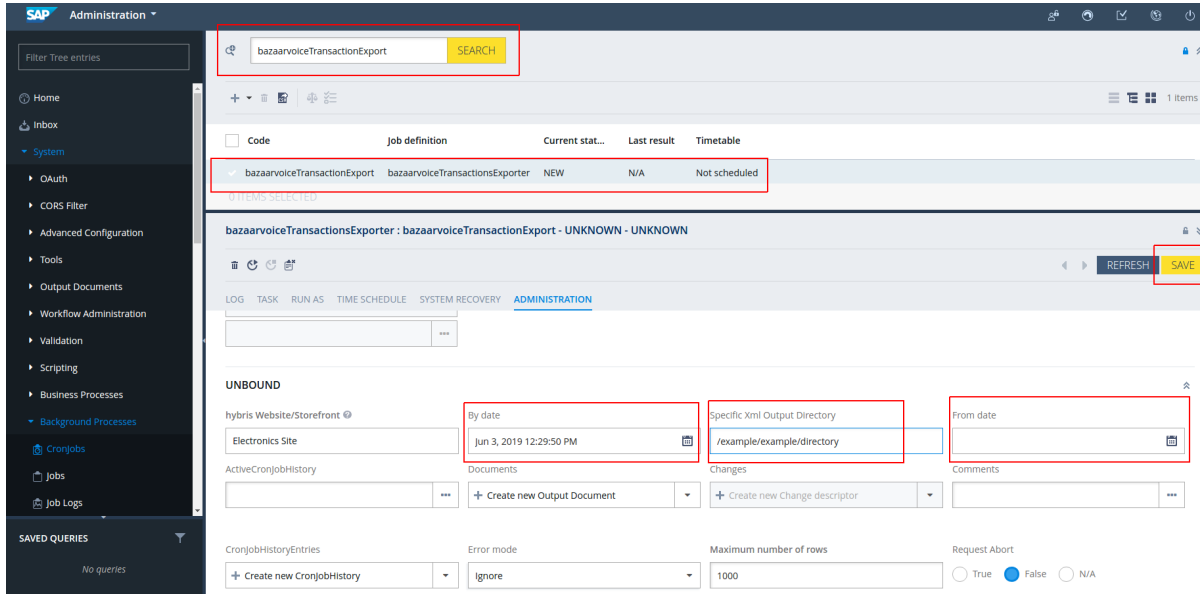 SAP Administration
Filter Tree entries
Home
Inbox
System
OAuth
CORS Filter
Advanced Configuration
Tools
Output Documents
Workflow Administration
Validation
Scripting
Business Processes
Background Processes
CronJobs
Jobs
Job Logs
SAVED QUERIES
No queries
bazaarvoiceTransactionExport SEARCH
1 items
Code Job definition Current stat... Last result Timetable
bazaarvoiceTransactionExport bazaarvoiceTransactionsExporter NEW N/A Not scheduled
0 ITEMS SELECTED
bazaarvoiceTransactionsExporter : bazaarvoiceTransactionExport - UNKNOWN - UNKNOWN
REFRESH SAVE
LOG TASK RUN AS TIME SCHEDULE SYSTEM RECOVERY ADMINISTRATION
UNBOUND
hybris Website/Storefront By date Specific Xml Output Directory From date
Electronics Site Jun 3, 2019 12:29:50 PM /example/example/directory
ActiveCronJobHistory Documents Changes Comments
+ Create new Output Document + Create new Change descriptor
CronJobHistoryEntries Error mode Maximum number of rows Request Abort
+ Create new CronJobHistory Ignore 1000 True False N/A